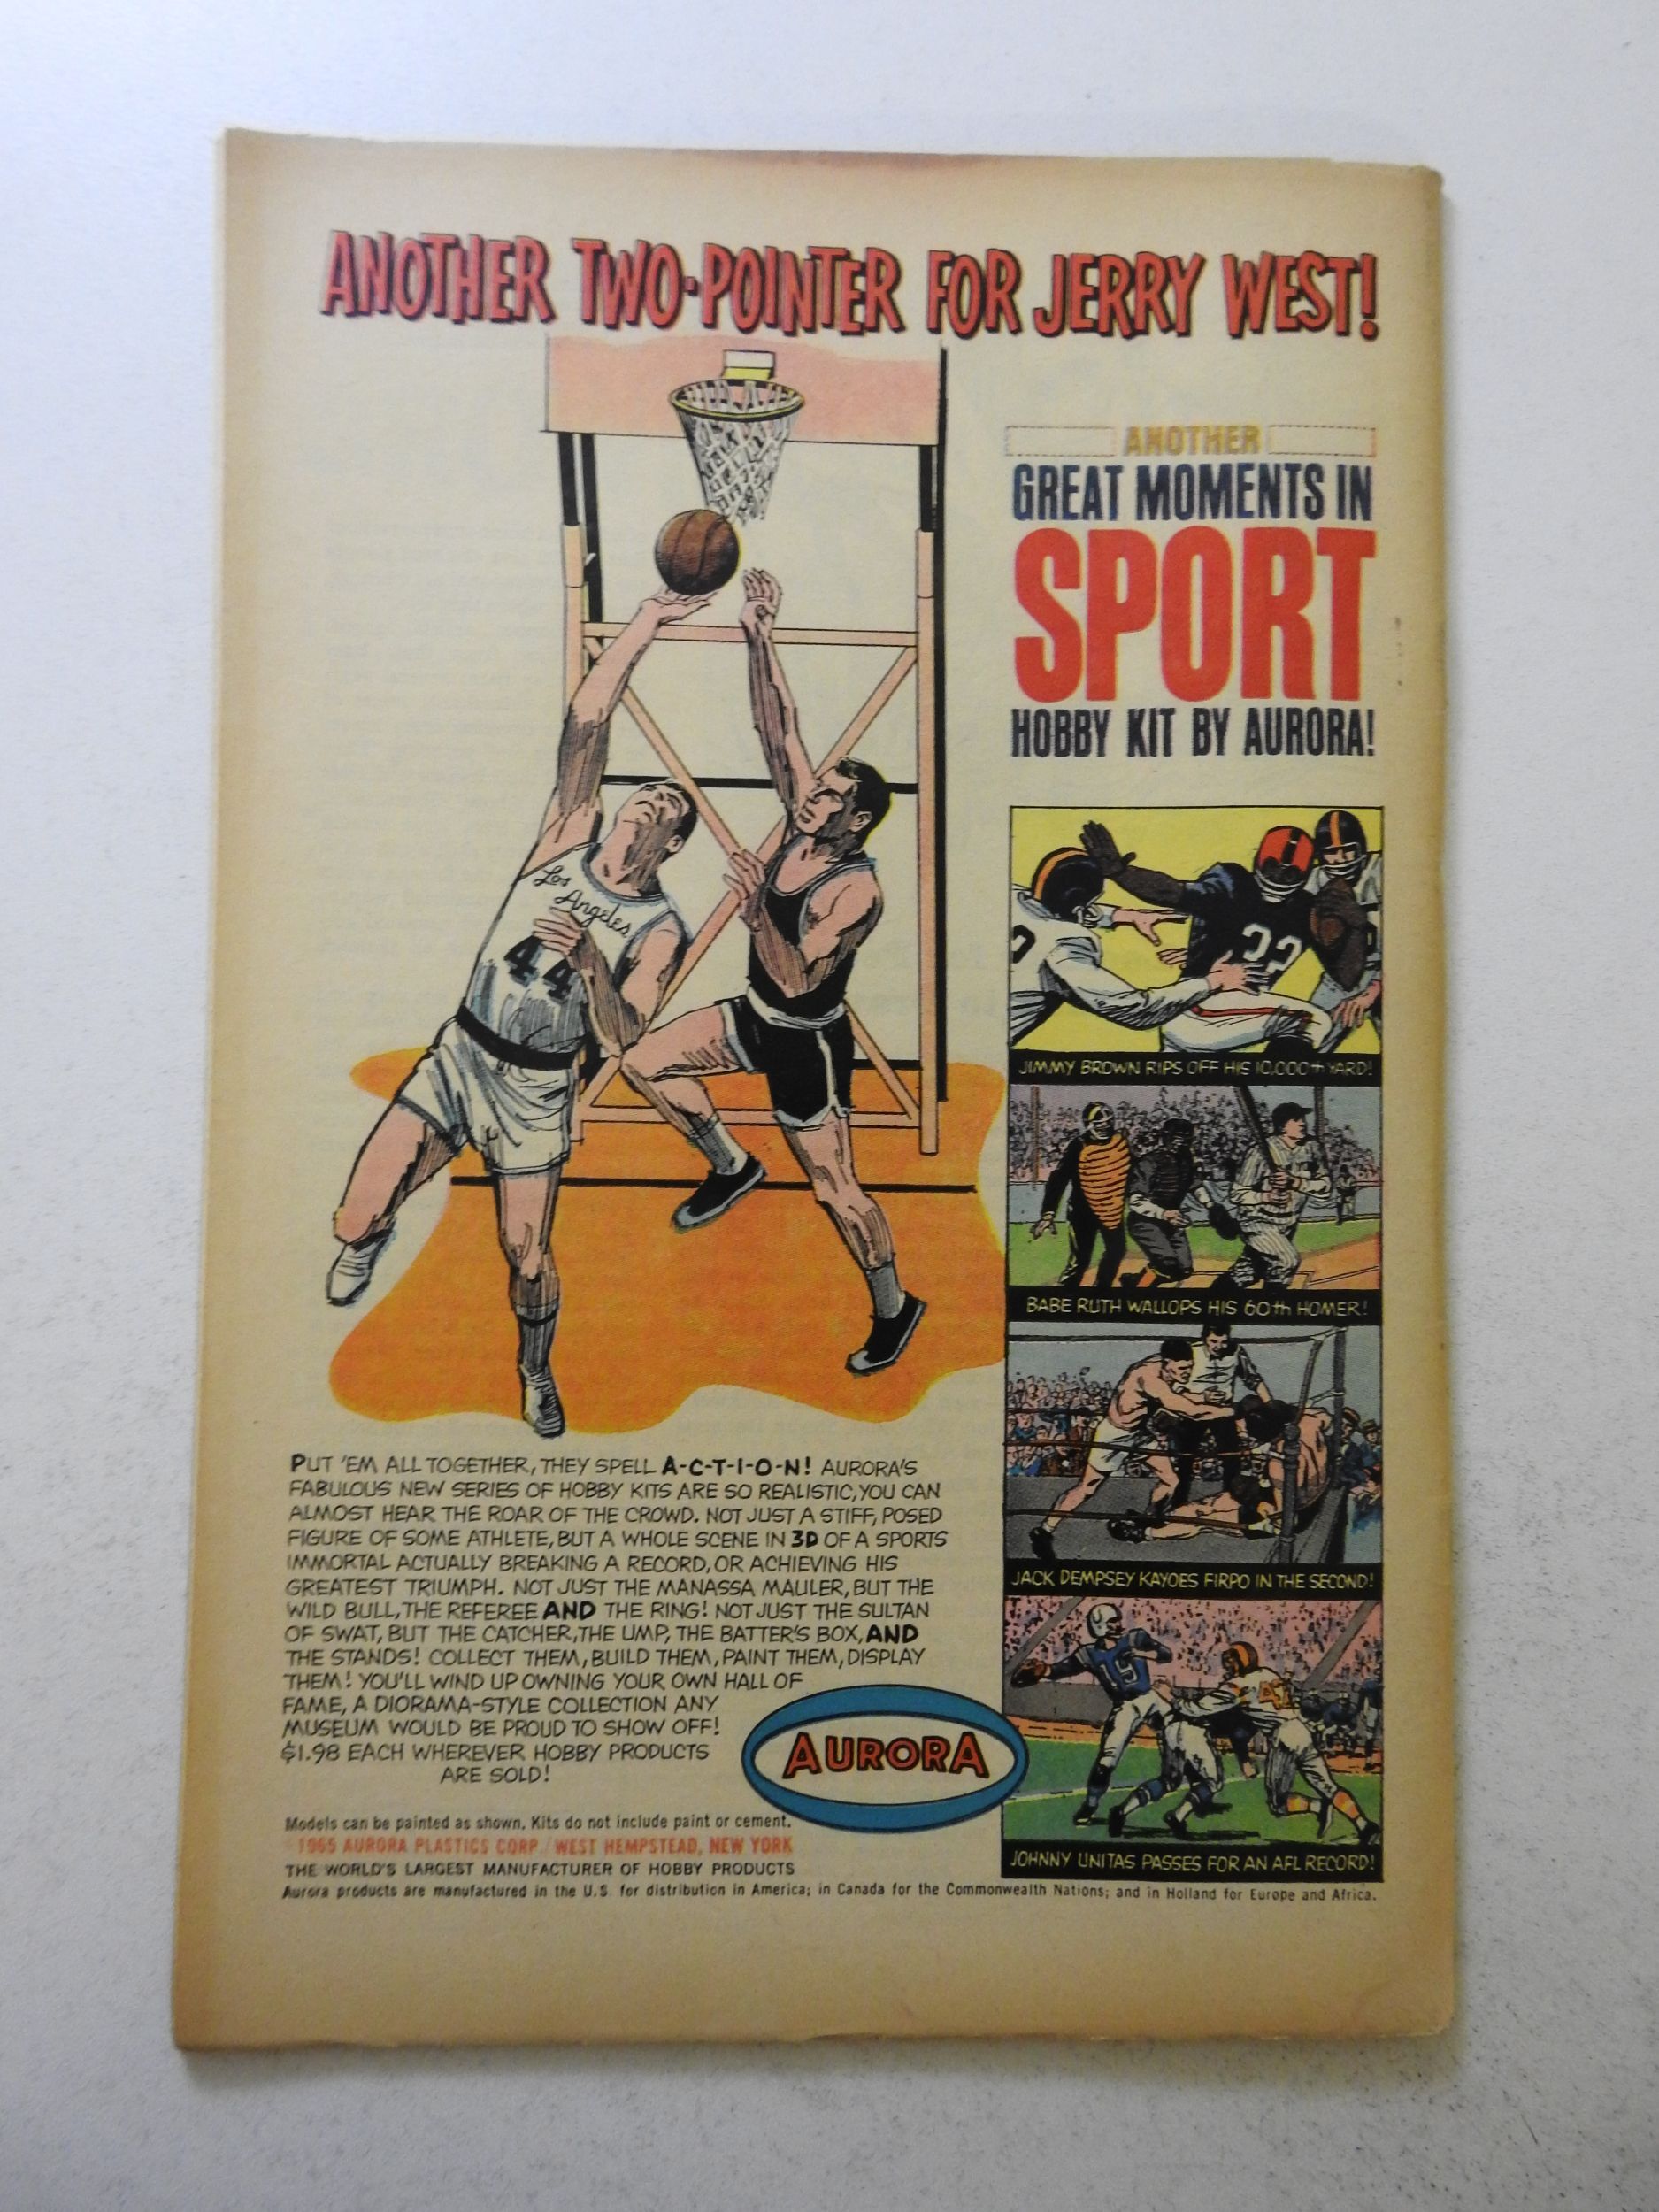 ANOTHER TWO-POINTER FOR JERRY WEST!
ANOTHER
GREAT MOMENTS IN
SPORT
HOBBY KIT BY AURORA!
Los
Angeles
44
32
JIMMY BROWN RIPS OFF HIS 10,000th YARD!
BABE RUTH WALLOPS HIS 60th HOMER!
JACK DEMPSEY KAYOES FIRPO IN THE SECOND!
19
JOHNNY UNITAS PASSES FOR AN AFL RECORD!
PUT 'EM ALL TOGETHER, THEY SPELL A-C-T-I-O-N! AURORA'S
FABULOUS NEW SERIES OF HOBBY KITS ARE SO REALISTIC, YOU CAN
ALMOST HEAR THE ROAR OF THE CROWD. NOT JUST A STIFF, POSED
FIGURE OF SOME ATHLETE, BUT A WHOLE SCENE IN 3D OF A SPORTS
IMMORTAL ACTUALLY BREAKING A RECORD, OR ACHIEVING HIS
GREATEST TRIUMPH. NOT JUST THE MANASSA MAULER, BUT THE
WILD BULL, THE REFEREE AND THE RING! NOT JUST THE SULTAN
OF SWAT, BUT THE CATCHER, THE UMP, THE BATTER'S BOX, AND
THE STANDS! COLLECT THEM, BUILD THEM, PAINT THEM, DISPLAY
THEM! YOU'LL WIND UP OWNING YOUR OWN HALL OF
FAME, A DIORAMA-STYLE COLLECTION ANY
MUSEUM WOULD BE PROUD TO SHOW OFF!
$1.98 EACH WHEREVER HOBBY PRODUCTS
ARE SOLD!
AURORA
Models can be painted as shown. Kits do not include paint or cement.
1965 AURORA PLASTICS CORP. / WEST HEMPSTEAD, NEW YORK
THE WORLD'S LARGEST MANUFACTURER OF HOBBY PRODUCTS
Aurora products are manufactured in the U.S. for distribution in America; in Canada for the Commonwealth Nations; and in Holland for Europe and Africa.